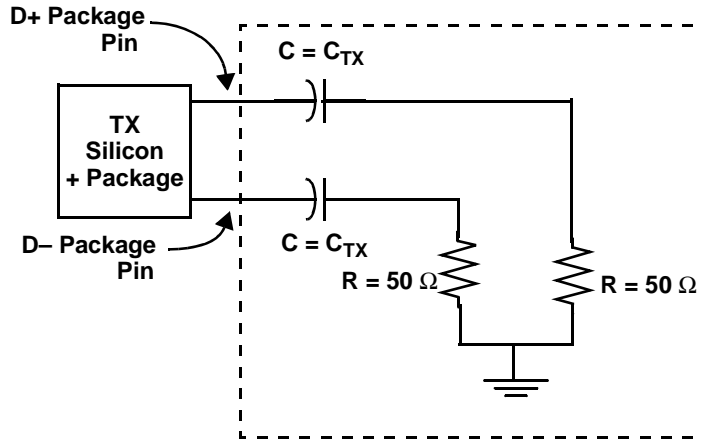 D+ Package
Pin
C = CTX
TX
Silicon
+ Package
D– Package
Pin
C = CTX
R = 50 Ω
R = 50 Ω